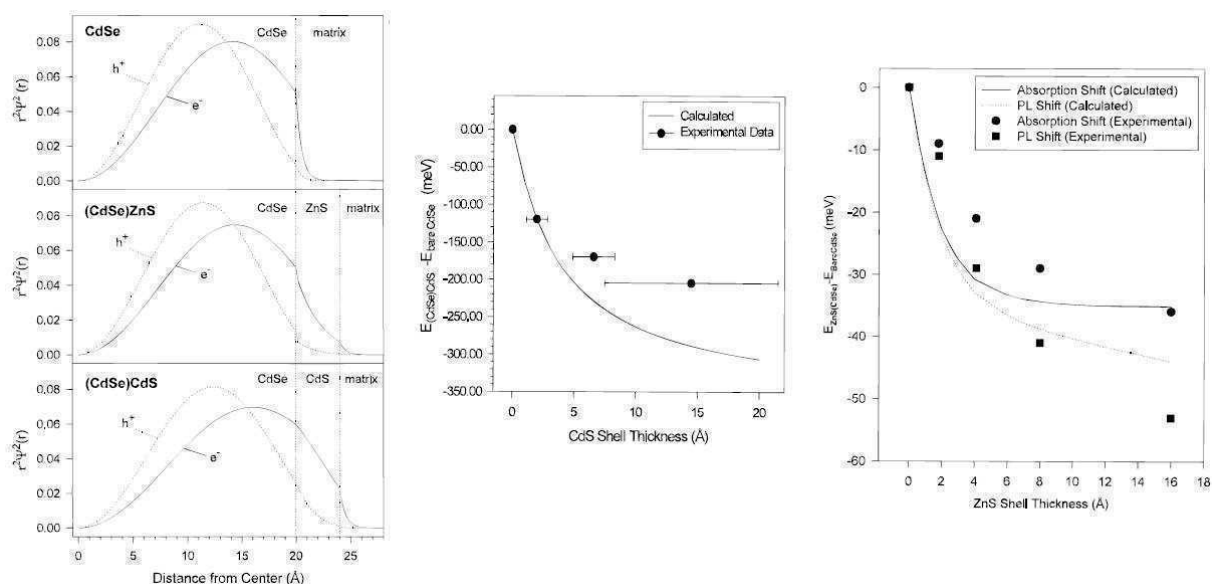 CdSe
CdSe
matrix
h+
e-
r²Ψ²(r)
0.08
0.04
0.00
(CdSe)ZnS
CdSe
ZnS
matrix
h+
e-
r²Ψ²(r)
0.08
0.06
0.04
0.02
0.00
(CdSe)CdS
CdSe
CdS
matrix
h+
e-
r²Ψ²(r)
0.08
0.06
0.04
0.02
0.00
0 5 10 15 20 25
Distance from Center (Å)
Calculated
Experimental Data
E(CdSe)CdS -Ebare CdSe (meV)
0.00
-50.00
-100.00
-150.00
-200.00
-250.00
-300.00
-350.00
0 5 10 15 20
CdS Shell Thickness (Å)
Absorption Shift (Calculated)
PL Shift (Calculated)
Absorption Shift (Experimental)
PL Shift (Experimental)
EZnS(CdSe)-EBareCdSe (meV)
0
-10
-20
-30
-40
-50
-60
0 2 4 6 8 10 12 14 16 18
ZnS Shell Thickness (Å)